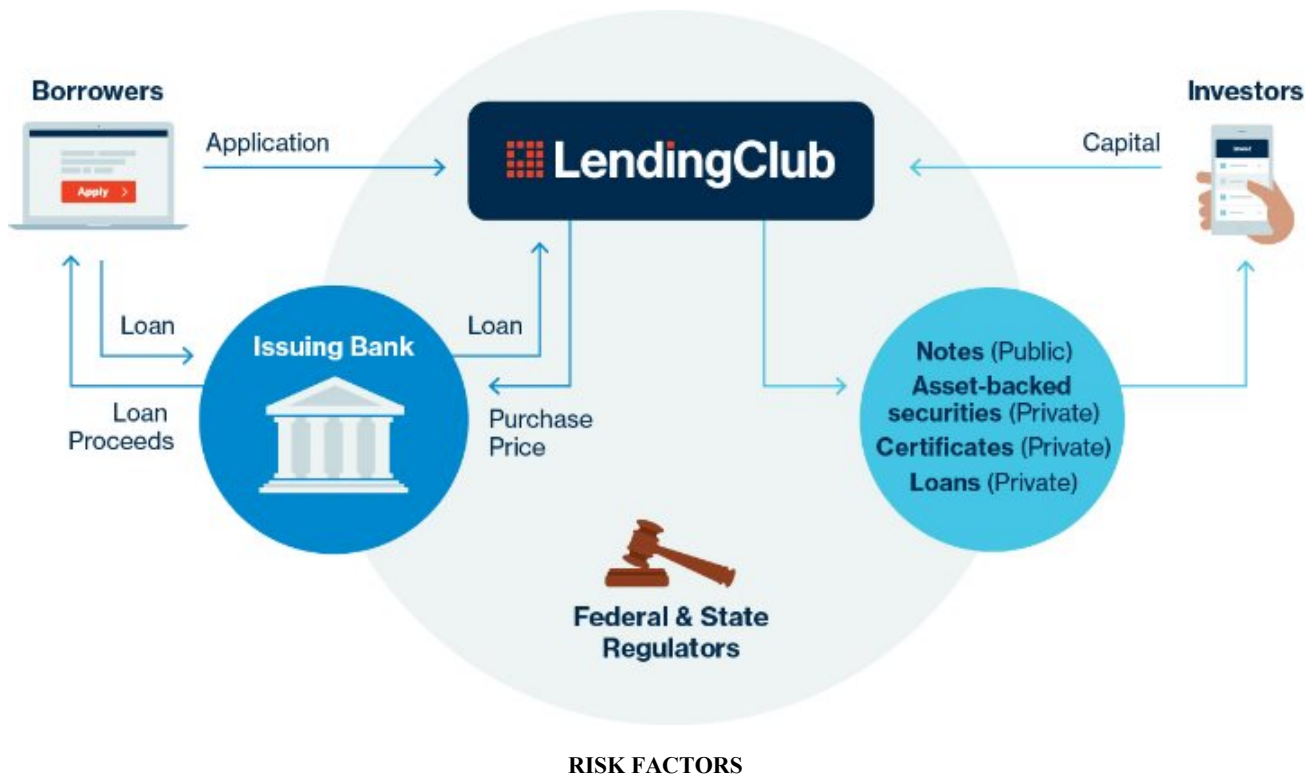 Borrowers
Investors
Application
LendingClub
Capital
Apply >
Invest
Loan
Issuing Bank
Loan
Loan
Proceeds
Purchase
Price
Notes (Public)
Asset-backed
securities (Private)
Certificates (Private)
Loans (Private)
Federal & State
Regulators
RISK FACTORS